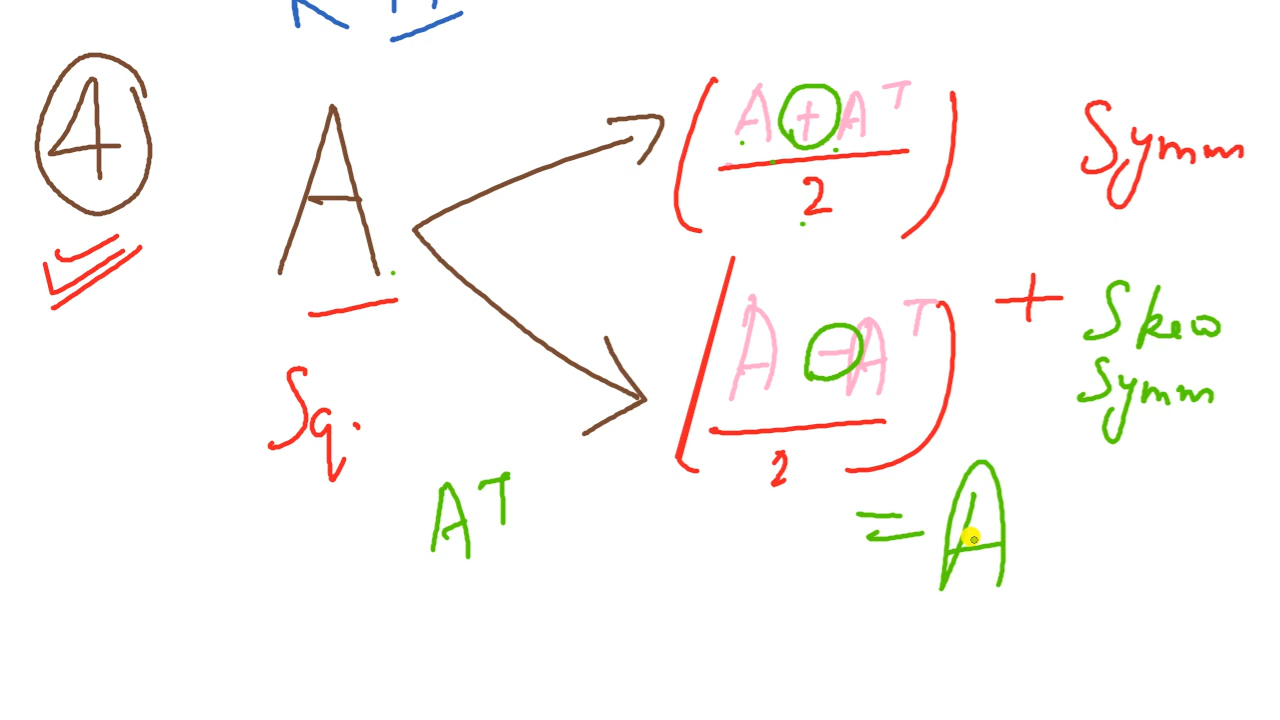 4
A
Sq.
A^T
(A + A^T / 2) Symm
+
(A - A^T / 2) Skew
Symm
= A